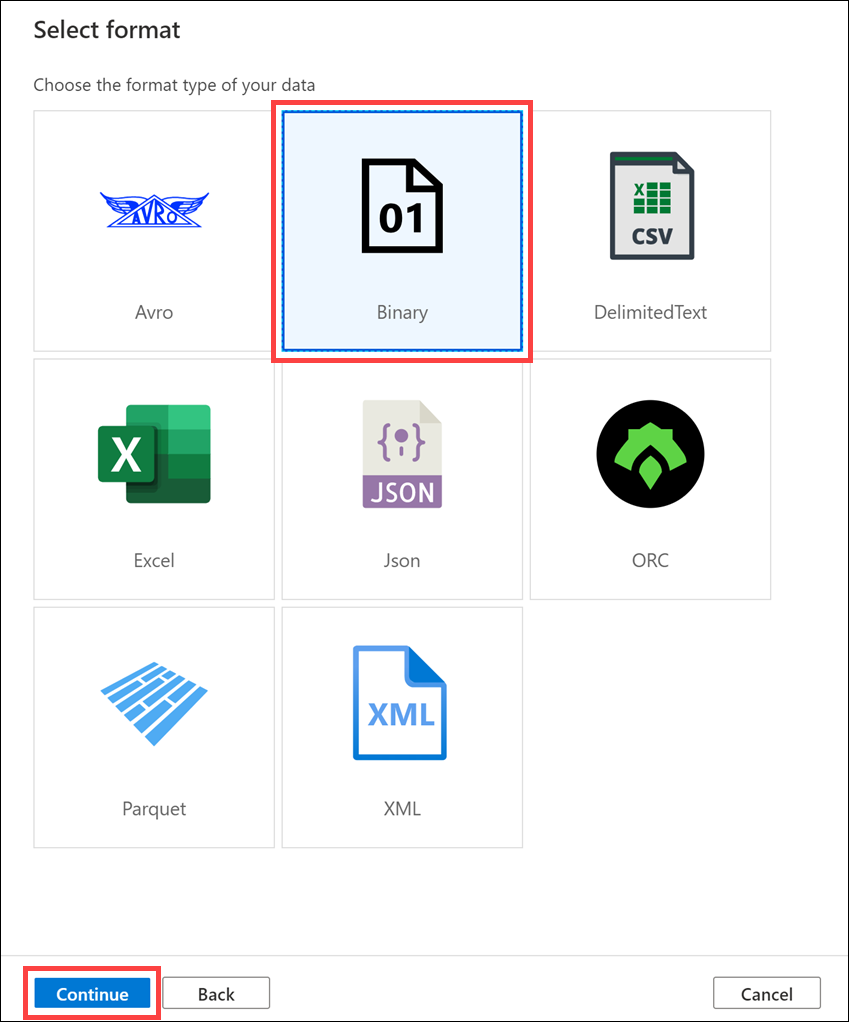 Select format
Choose the format type of your data
AVRO
01
X
CSV
Avro
Binary
DelimitedText
X
{ }
JSON
Excel
Json
ORC
XML
Parquet
XML
Continue
Back
Cancel